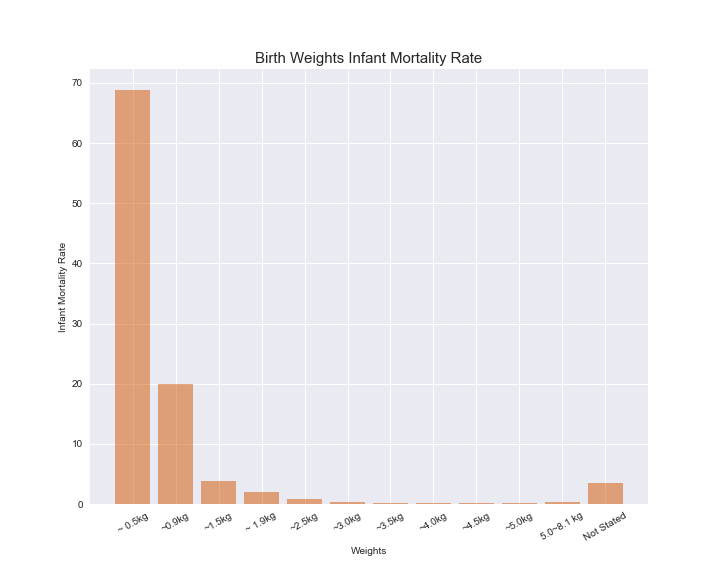 Birth Weights Infant Mortality Rate
70
60
50
40
30
20
10
0
Infant Mortality Rate
~ 0.5kg
~0.9kg
~1.5kg
~ 1.9kg
~2.5kg
~3.0kg
~3.5kg
~4.0kg
~4.5kg
~5.0kg
5.0~8.1 kg
Not Stated
Weights